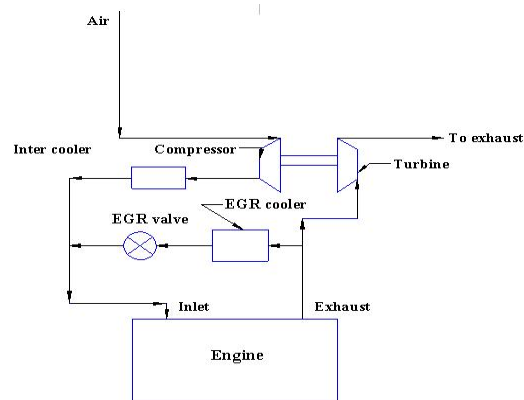 Air
To exhaust
Inter cooler
Compressor
Turbine
EGR cooler
EGR valve
Inlet
Exhaust
Engine